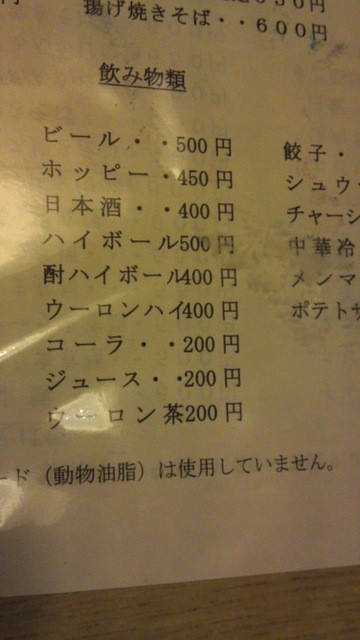 円
揚げ焼きそば・・６００円
飲み物類
ビール・・500円
ホッピー・450円
日本酒・・400円
ハイボール500円
酎ハイボール400円
ウーロンハイ400円
コーラ・・200円
ジュース・・200円
ウーロン茶200円
餃子・
シュウ・
チャーシ
中華冷
メンマ
ポテトサ
ード（動物油脂）は使用していません。